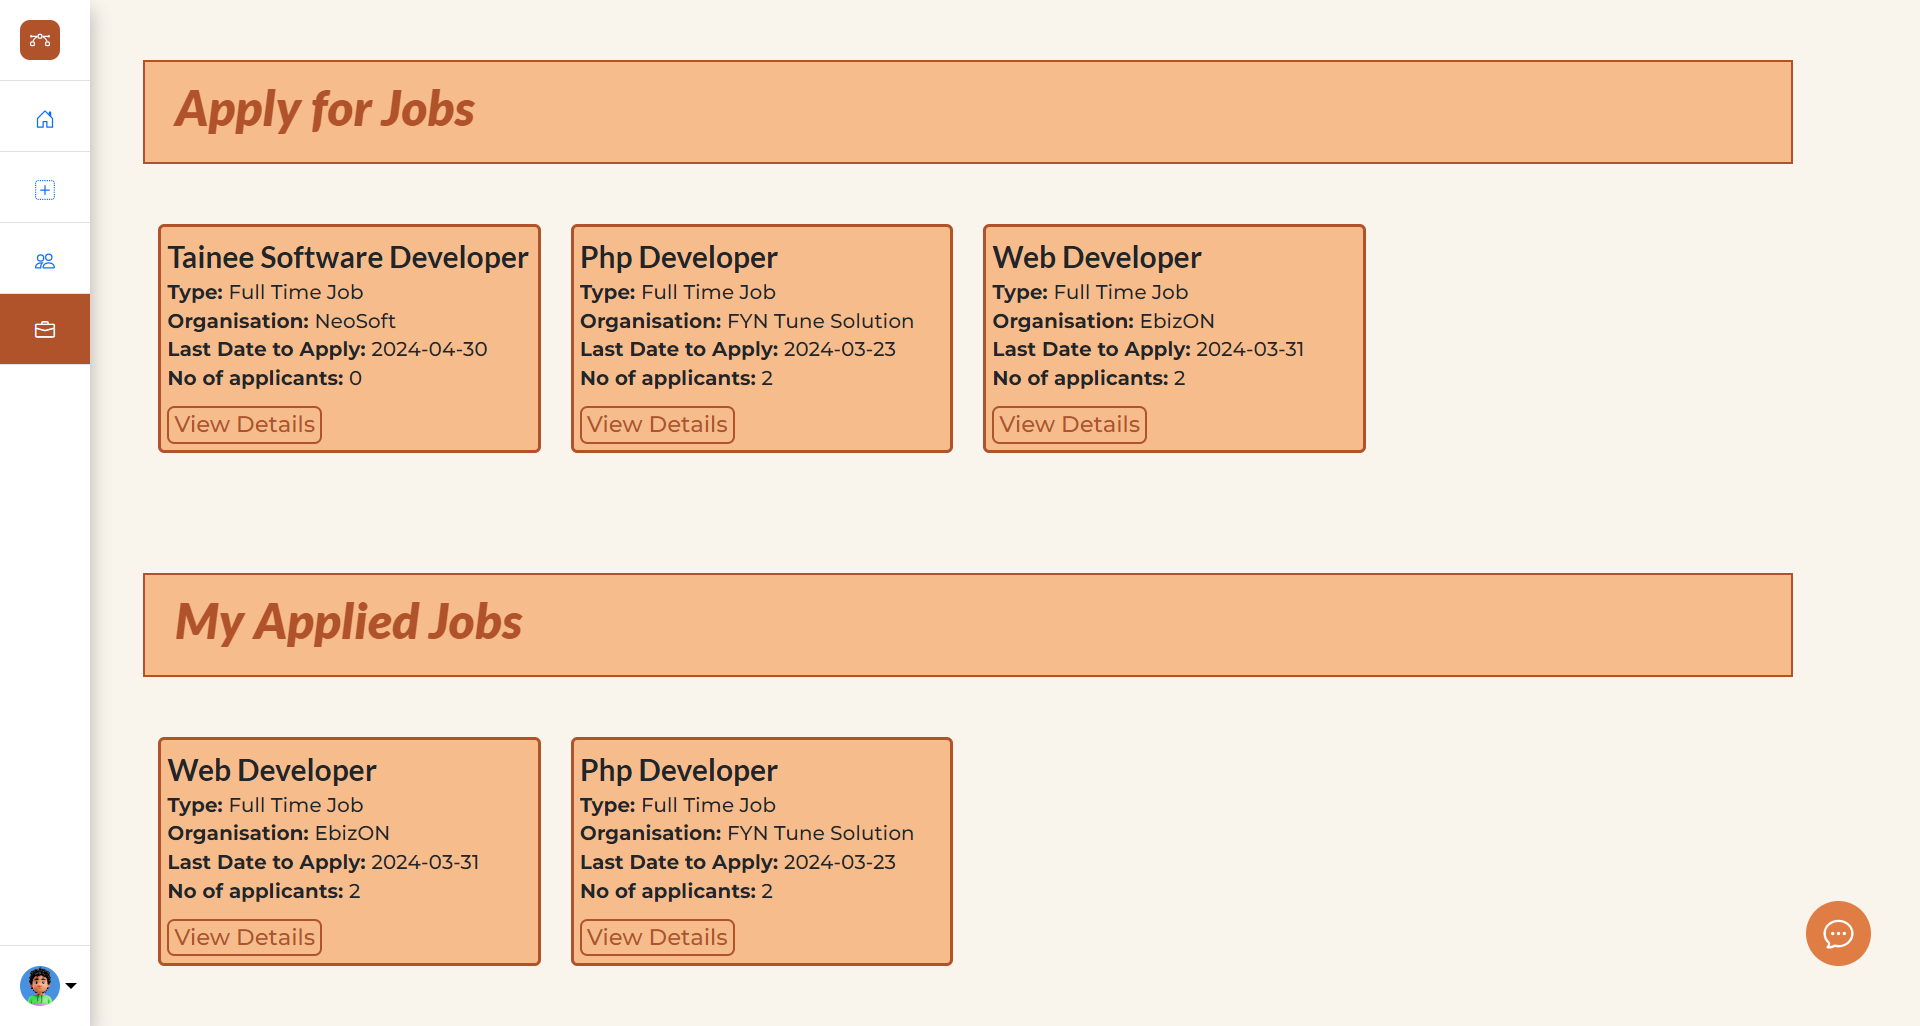 Apply for Jobs
Tainee Software Developer
Type: Full Time Job
Organisation: NeoSoft
Last Date to Apply: 2024-04-30
No of applicants: 0
View Details
Php Developer
Type: Full Time Job
Organisation: FYN Tune Solution
Last Date to Apply: 2024-03-23
No of applicants: 2
View Details
Web Developer
Type: Full Time Job
Organisation: EbizON
Last Date to Apply: 2024-03-31
No of applicants: 2
View Details
My Applied Jobs
Web Developer
Type: Full Time Job
Organisation: EbizON
Last Date to Apply: 2024-03-31
No of applicants: 2
View Details
Php Developer
Type: Full Time Job
Organisation: FYN Tune Solution
Last Date to Apply: 2024-03-23
No of applicants: 2
View Details